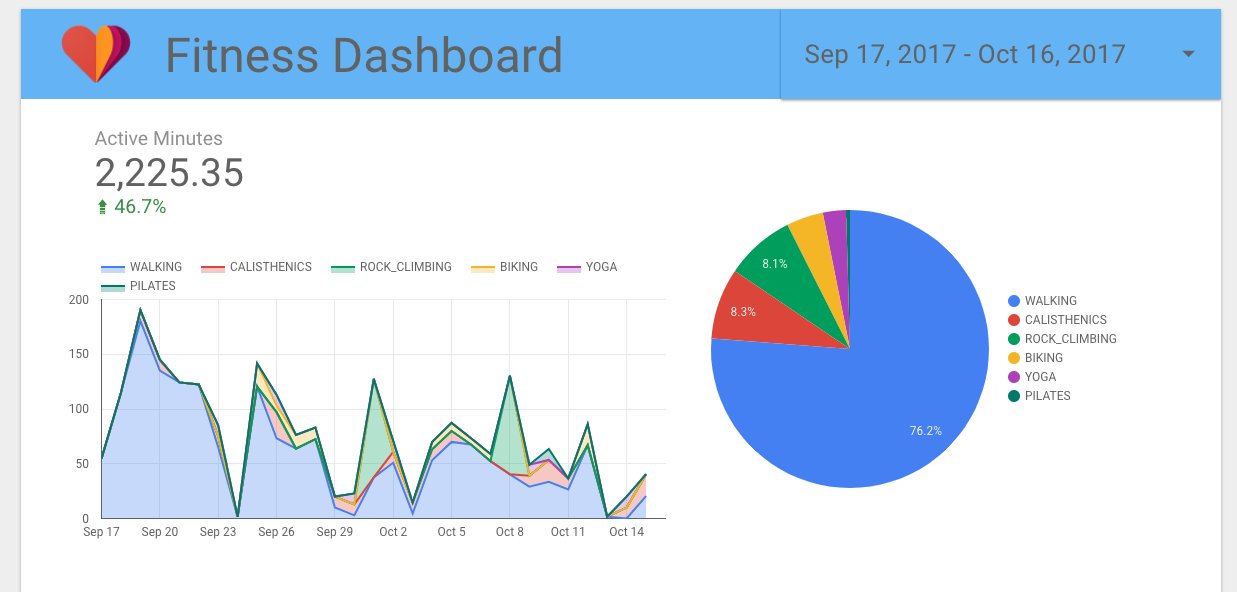 Fitness Dashboard
Sep 17, 2017 - Oct 16, 2017
Active Minutes
2,225.35
46.7%
WALKING CALISTHENICS ROCK_CLIMBING BIKING YOGA
PILATES
200
150
100
50
0
Sep 17 Sep 20 Sep 23 Sep 26 Sep 29 Oct 2 Oct 5 Oct 8 Oct 11 Oct 14
8.1%
8.3%
76.2%
WALKING
CALISTHENICS
ROCK_CLIMBING
BIKING
YOGA
PILATES